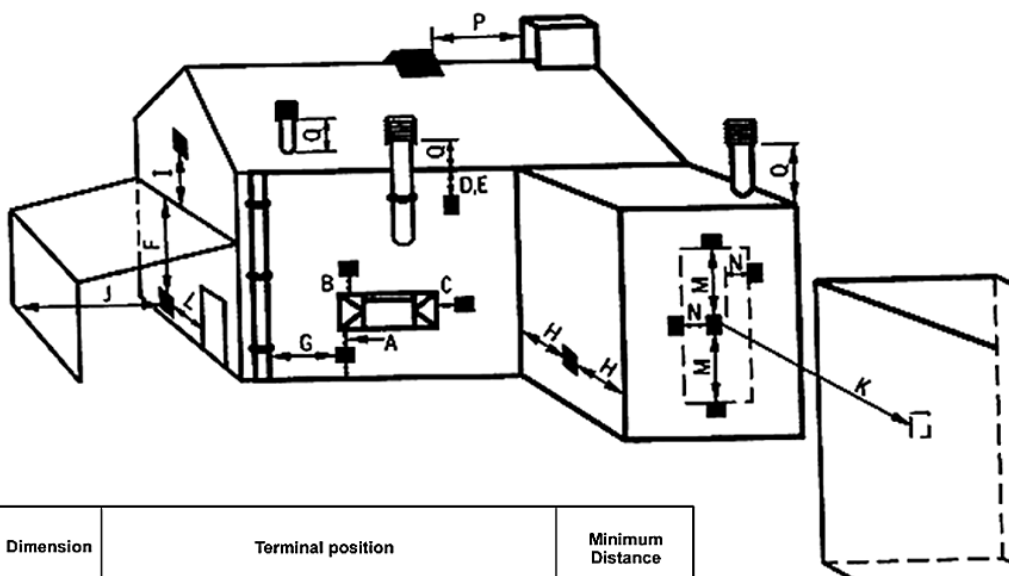 P
Q
Q
Q
I
D,E
F
B
C
N
M
J
L
N
G
A
H
H
M
K
Dimension
Terminal position
Minimum
Distance